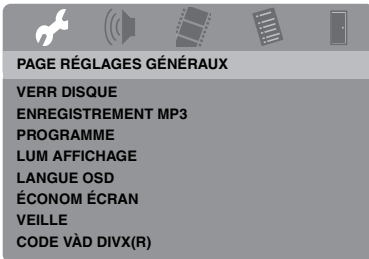 PAGE RÉGLAGES GÉNÉRAUX
VERR DISQUE
ENREGISTREMENT MP3
PROGRAMME
LUM AFFICHAGE
LANGUE OSD
ÉCONOM ÉCRAN
VEILLE
CODE VÀD DIVX(R)